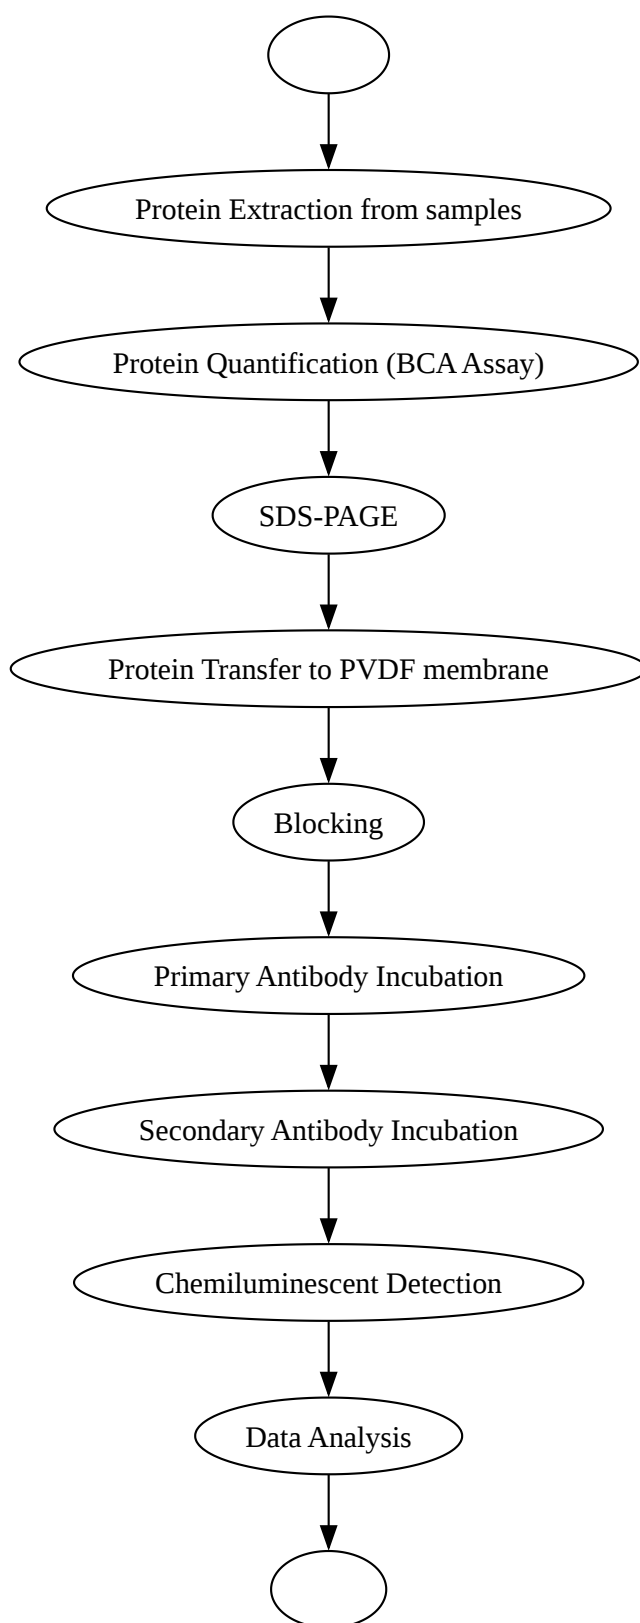 Protein Extraction from samples
Protein Quantification (BCA Assay)
SDS-PAGE
Protein Transfer to PVDF membrane
Blocking
Primary Antibody Incubation
Secondary Antibody Incubation
Chemiluminescent Detection
Data Analysis